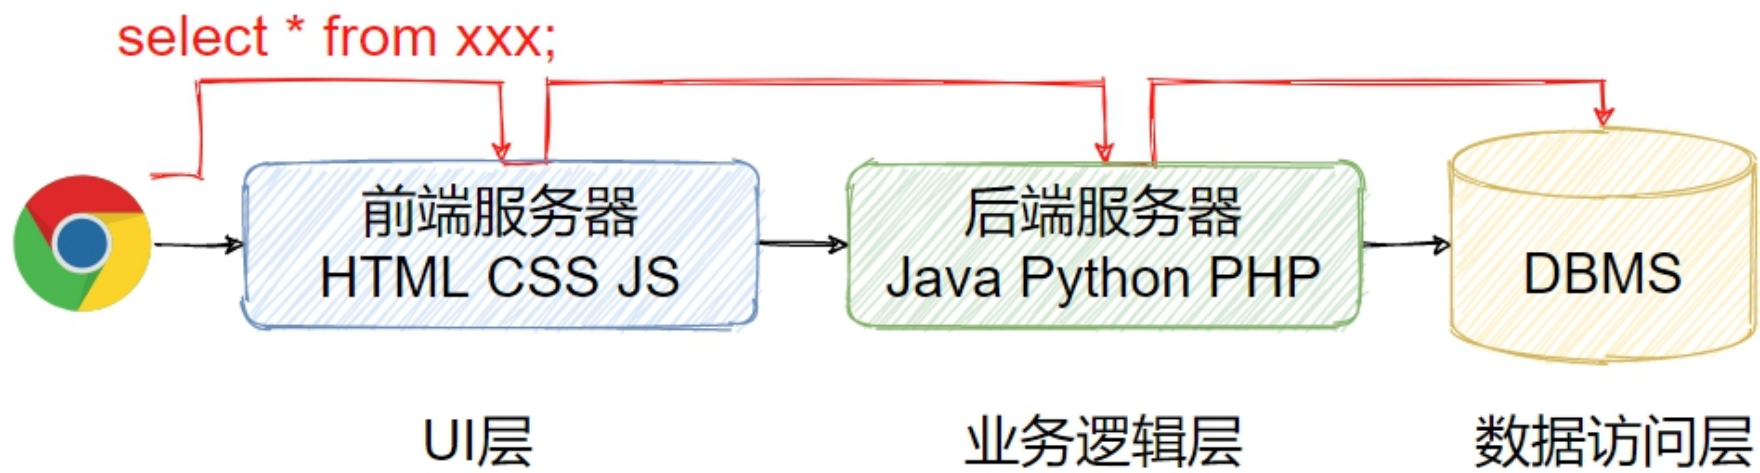 select * from xxx;
前端服务器
HTML CSS JS
后端服务器
Java Python PHP
DBMS
UI层
业务逻辑层
数据访问层